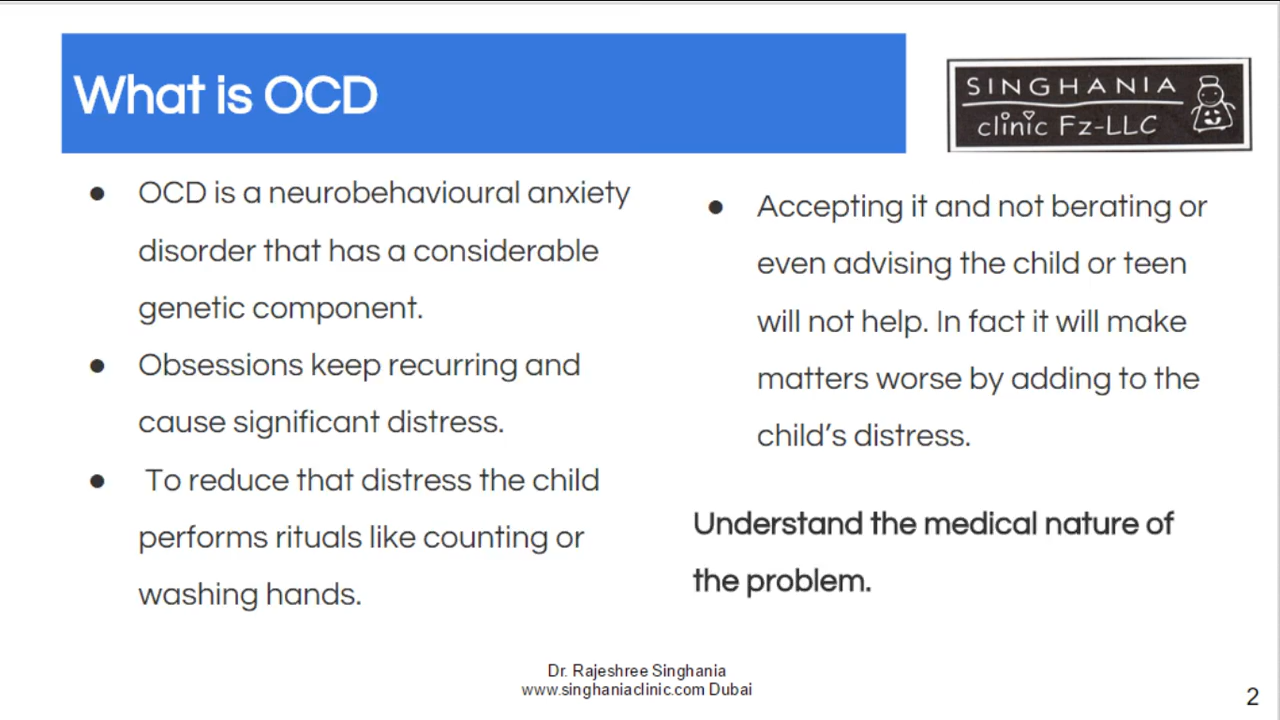 What is OCD
SINGHANIA
clinic Fz-LLC
● OCD is a neurobehavioural anxiety
disorder that has a considerable
genetic component.
● Obsessions keep recurring and
cause significant distress.
● To reduce that distress the child
performs rituals like counting or
washing hands.
● Accepting it and not berating or
even advising the child or teen
will not help. In fact it will make
matters worse by adding to the
child’s distress.
Understand the medical nature of
the problem.
Dr. Rajeshree Singhania
www.singhaniaclinic.com Dubai
2